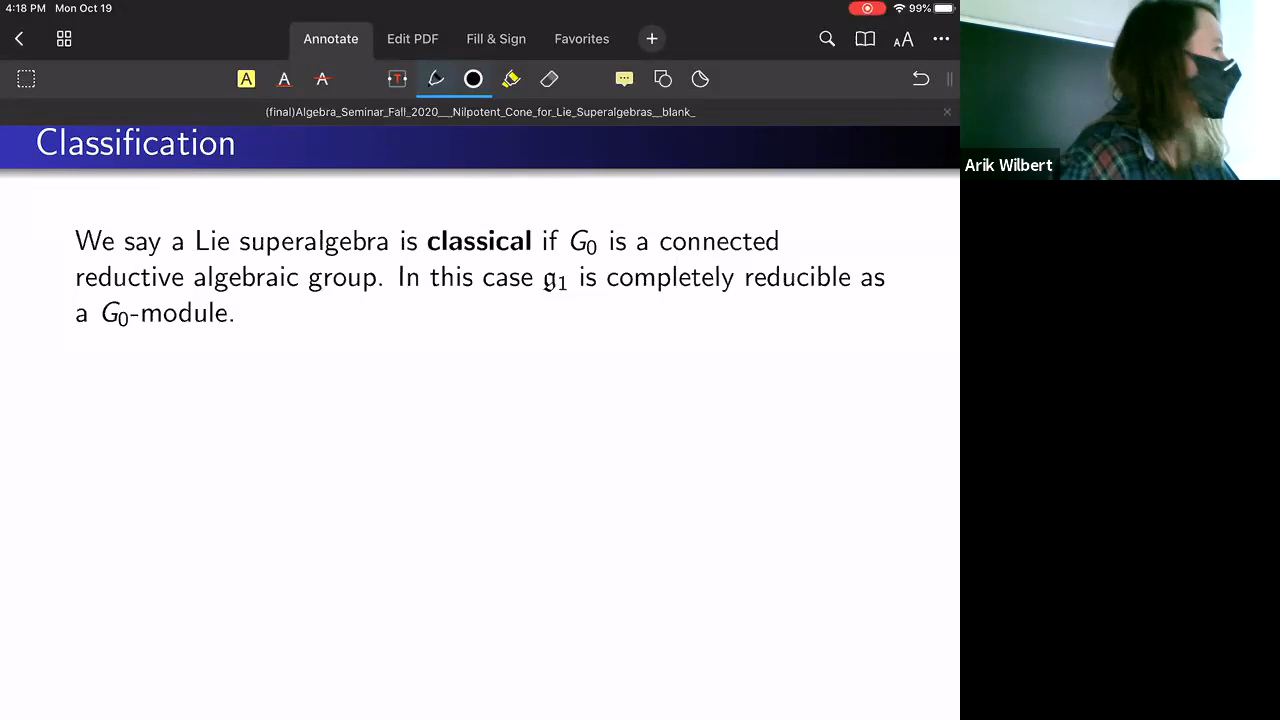 4:18 PM Mon Oct 19
99%
Annotate
Edit PDF
Fill & Sign
Favorites
(final)Algebra_Seminar_Fall_2020___Nilpotent_Cone_for_Lie_Superalgebras__blank_
Classification
We say a Lie superalgebra is classical if G₀ is a connected
reductive algebraic group. In this case 𝔤₁ is completely reducible as
a G₀-module.
Arik Wilbert